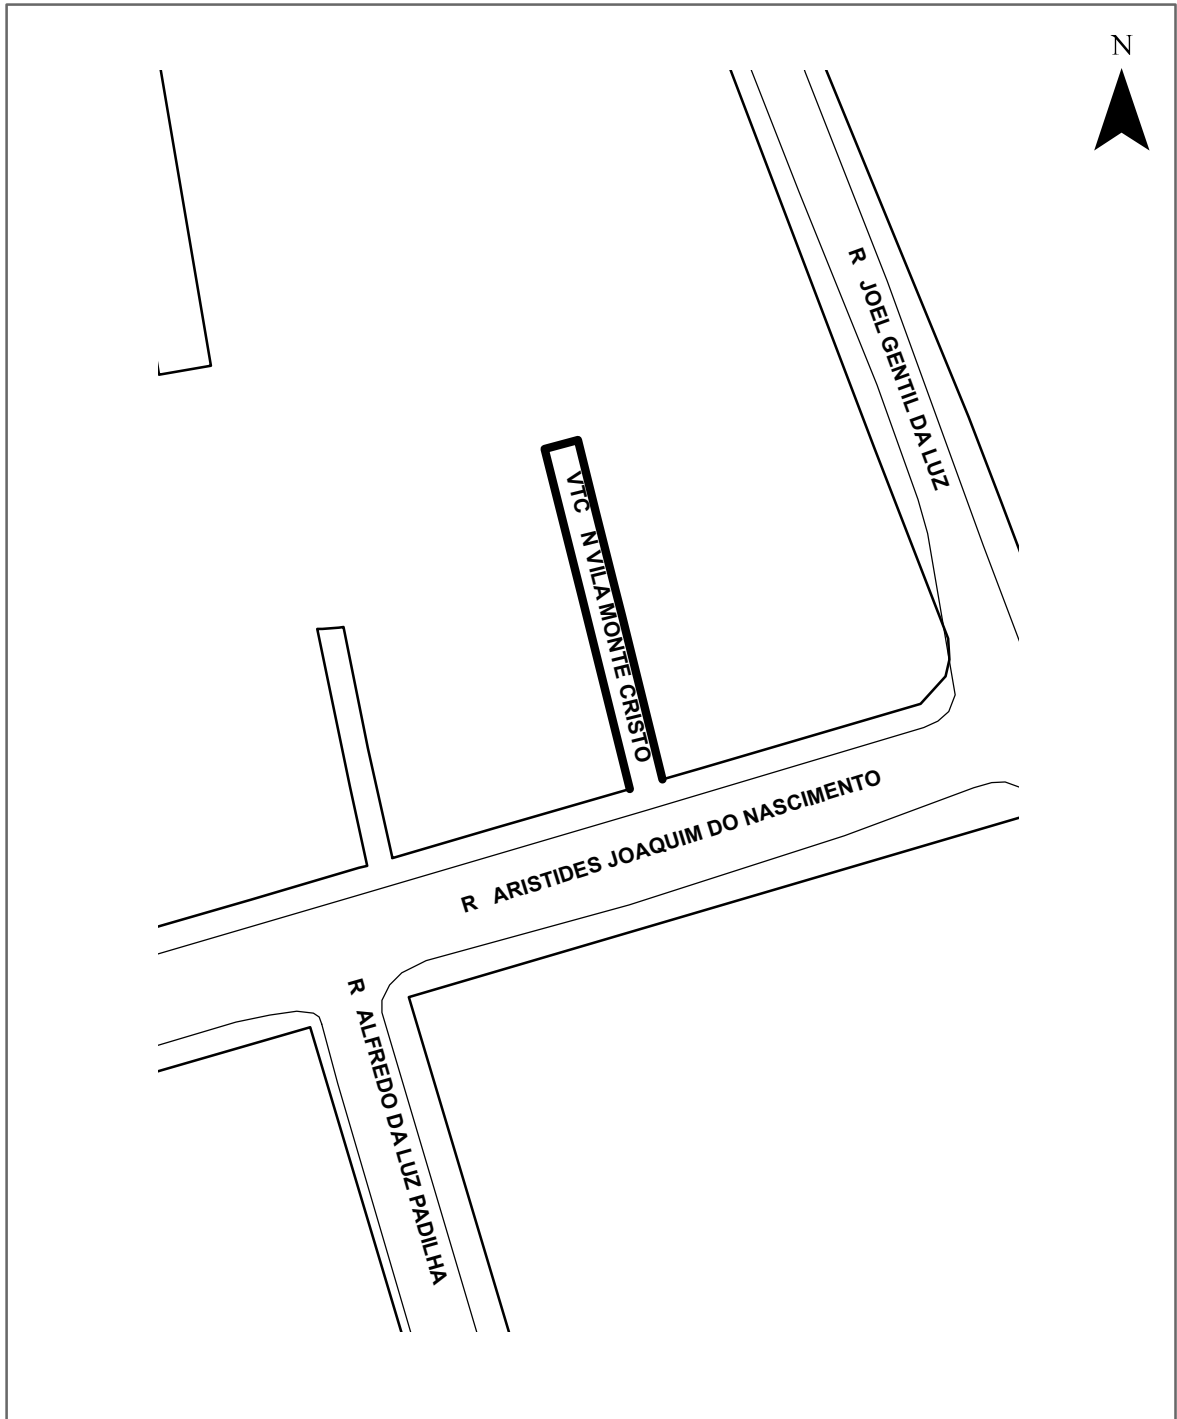 N
R JOEL GENTIL DA LUZ
VTC N VILA MONTE CRISTO
R ARISTIDES JOAQUIM DO NASCIMENTO
R ALFREDO DA LUZ PADILHA